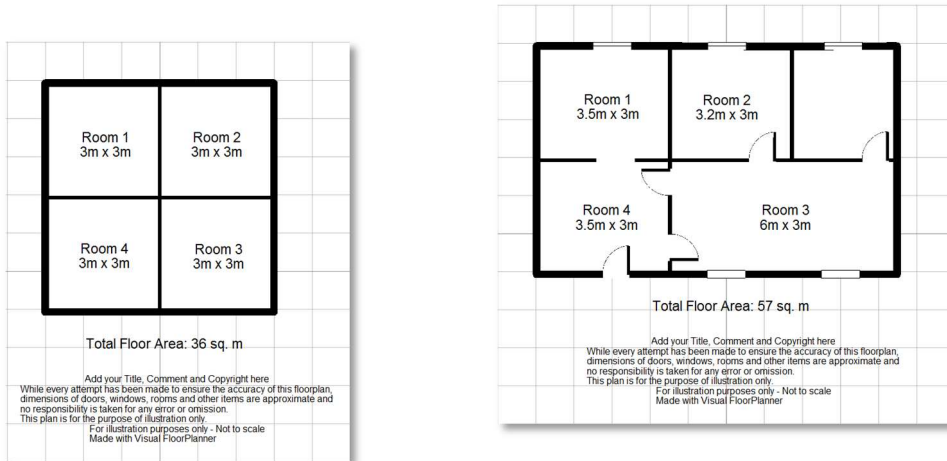 Room 1
3m x 3m
Room 2
3m x 3m
Room 4
3m x 3m
Room 3
3m x 3m
Total Floor Area: 36 sq. m
Add your Title, Comment and Copyright here
While every attempt has been made to ensure the accuracy of this floorplan,
dimensions of doors, windows, rooms and other items are approximate and
no responsibility is taken for any error or omission.
This plan is for the purpose of illustration only.
For illustration purposes only - Not to scale
Made with Visual FloorPlanner
Room 1
3.5m x 3m
Room 2
3.2m x 3m
Room 4
3.5m x 3m
Room 3
6m x 3m
Total Floor Area: 57 sq. m
Add your Title, Comment and Copyright here
While every attempt has been made to ensure the accuracy of this floorplan,
dimensions of doors, windows, rooms and other items are approximate and
no responsibility is taken for any error or omission.
This plan is for the purpose of illustration only.
For illustration purposes only - Not to scale
Made with Visual FloorPlanner